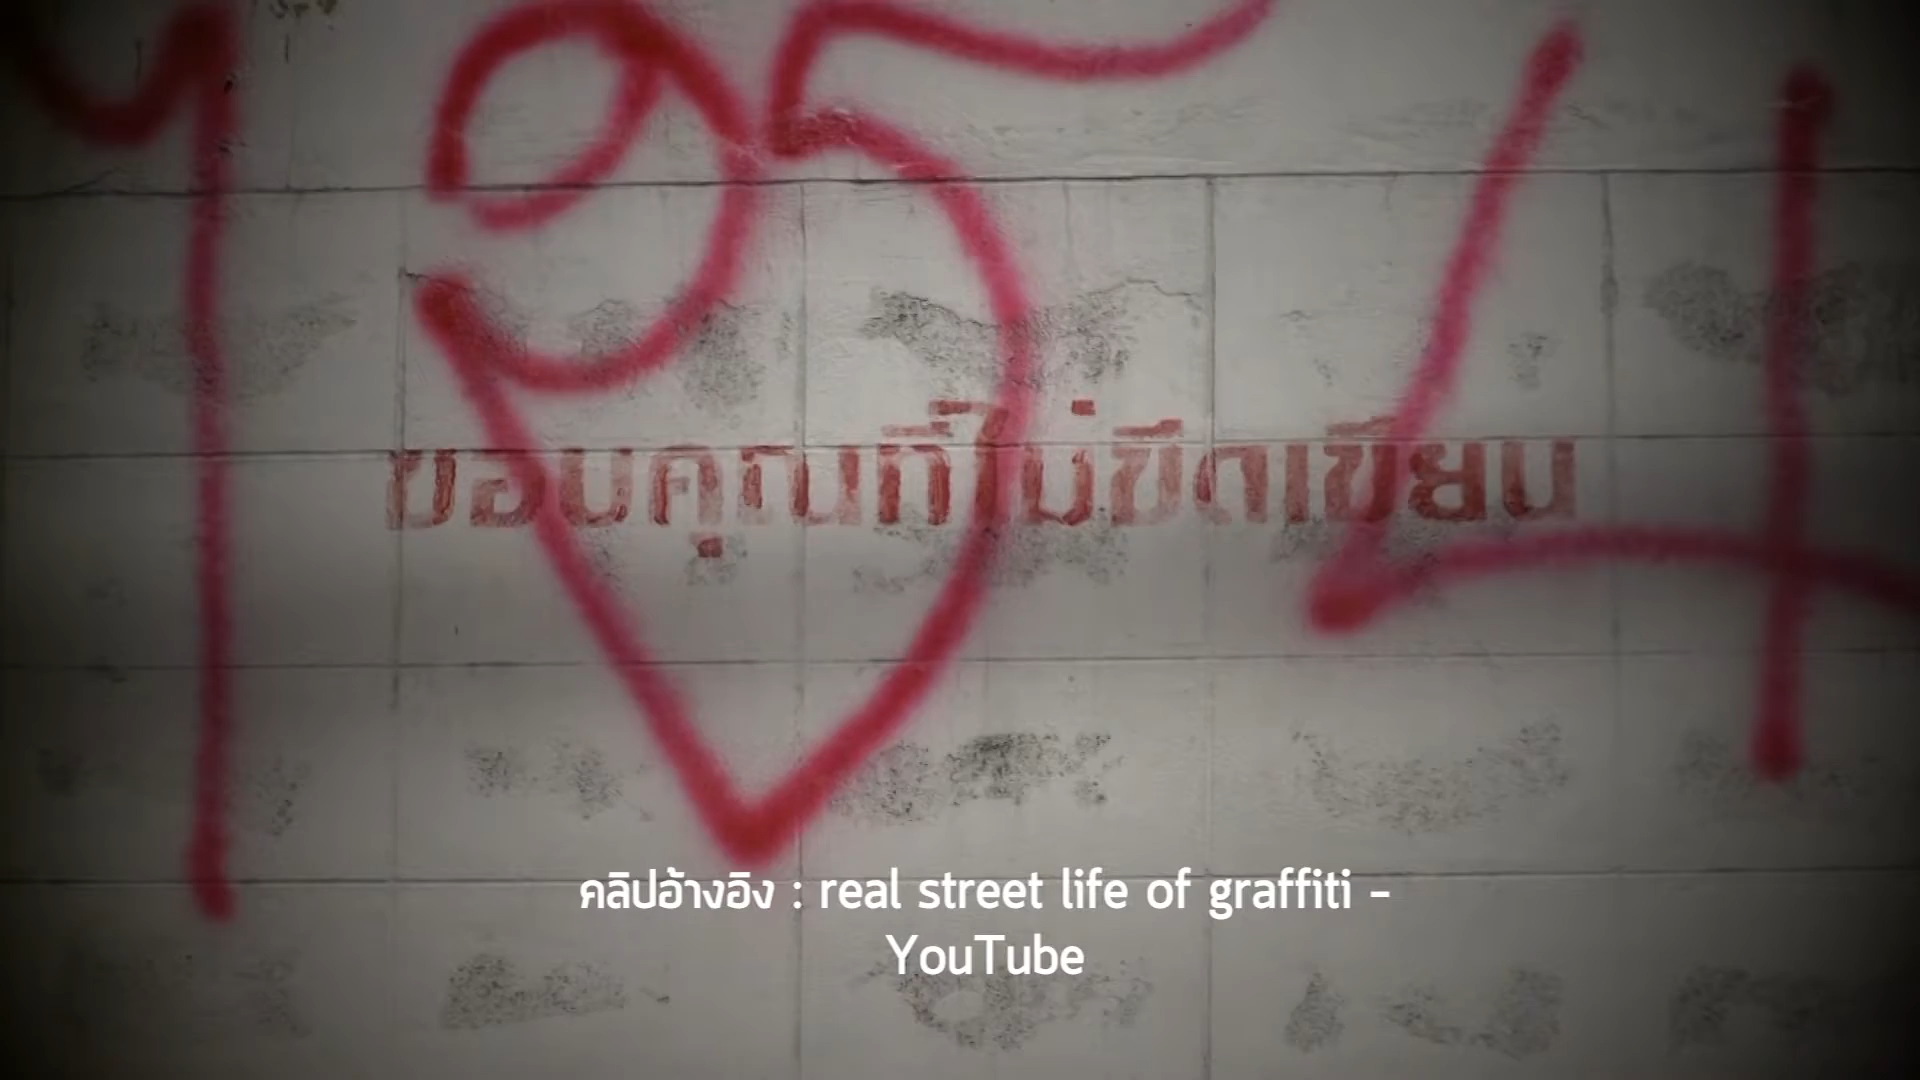 ขอบคุณที่ไม่ขีดเขียน
คลิปอ้างอิง : real street life of graffiti -
YouTube